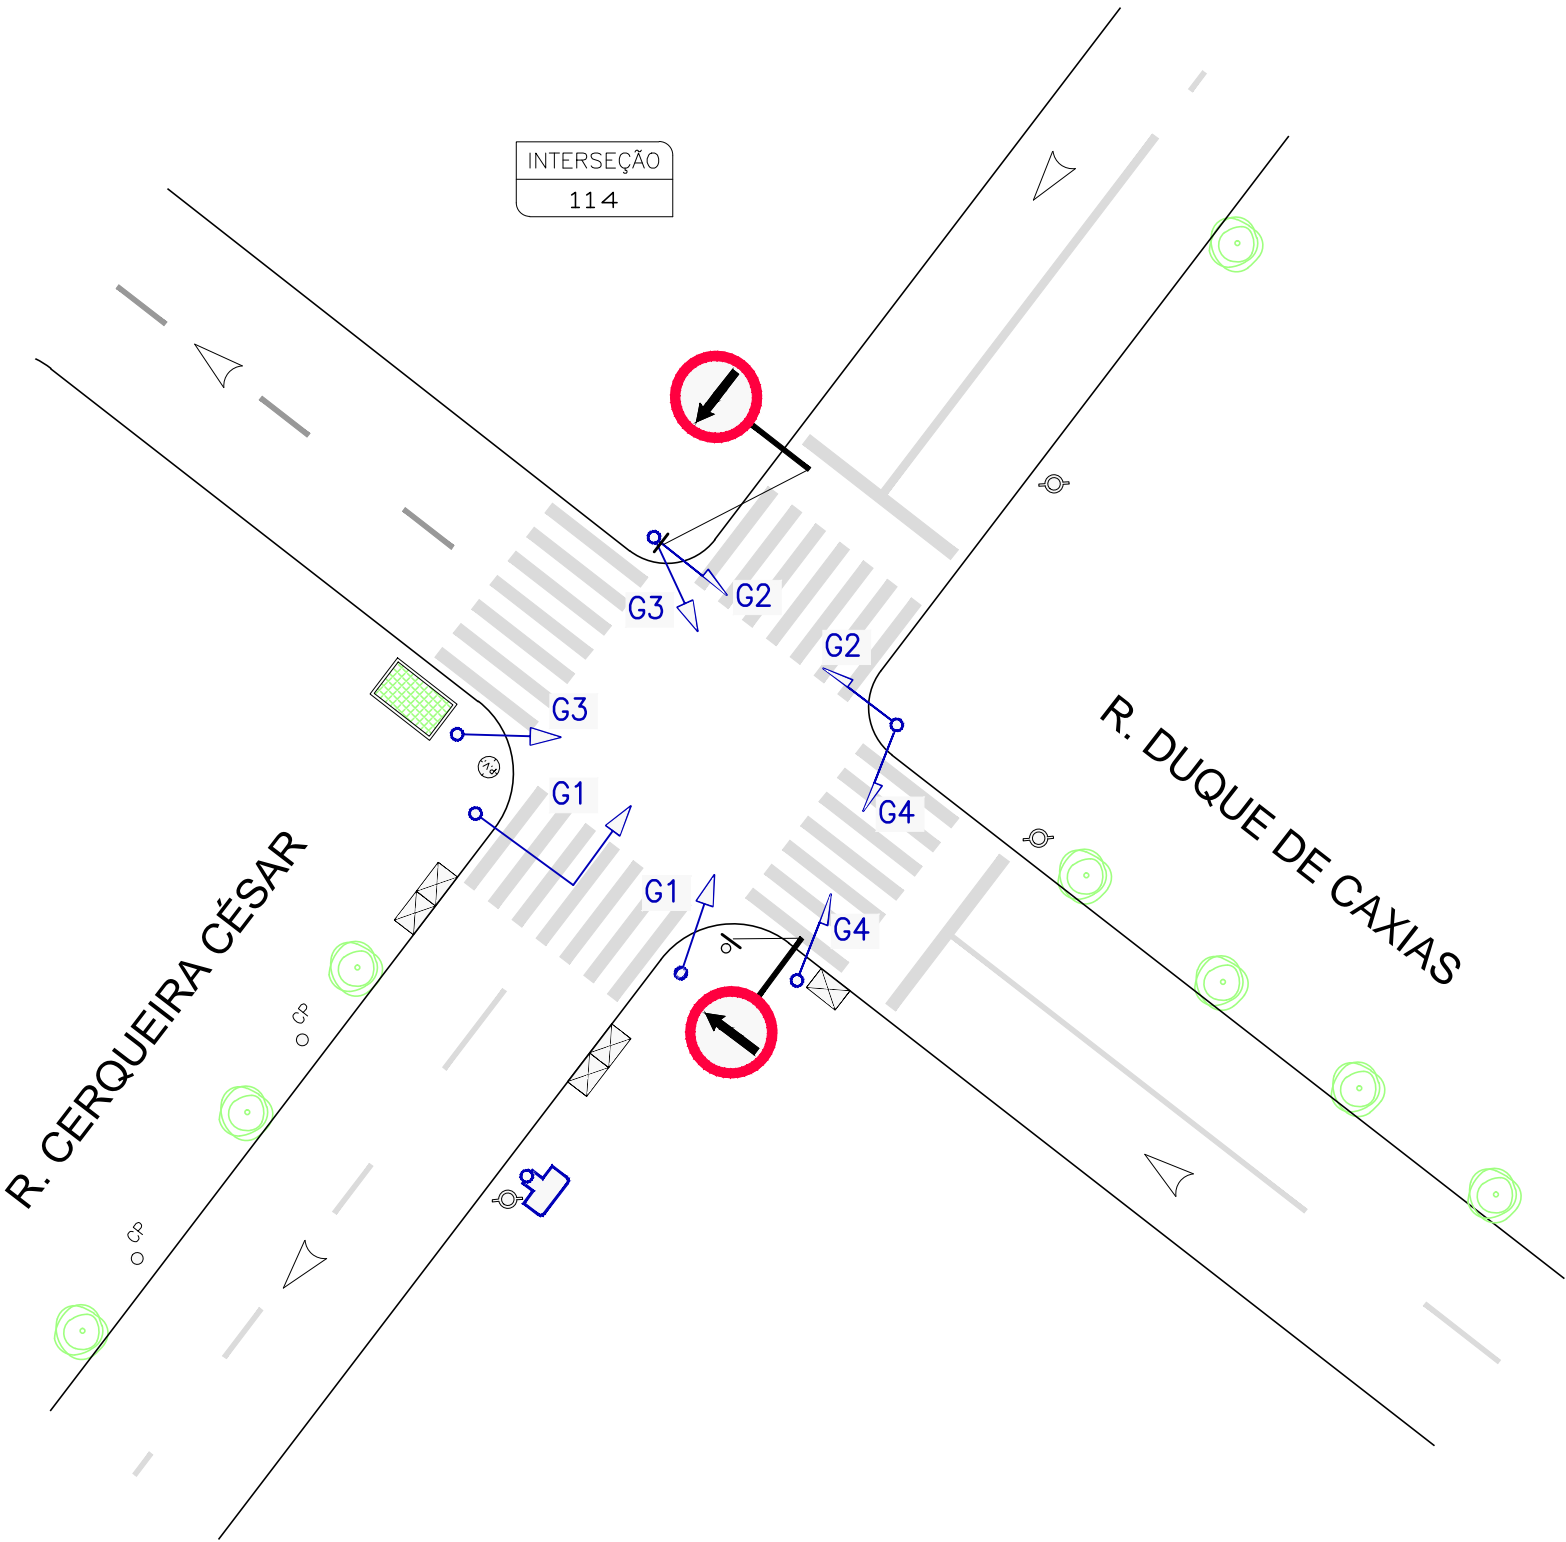 INTERSEÇÃO
114
G2
G3
G2
G3
G1
G4
G1
G4
R. DUQUE DE CAXIAS
R. CERQUEIRA CÉSAR
P.V.
CP
CP